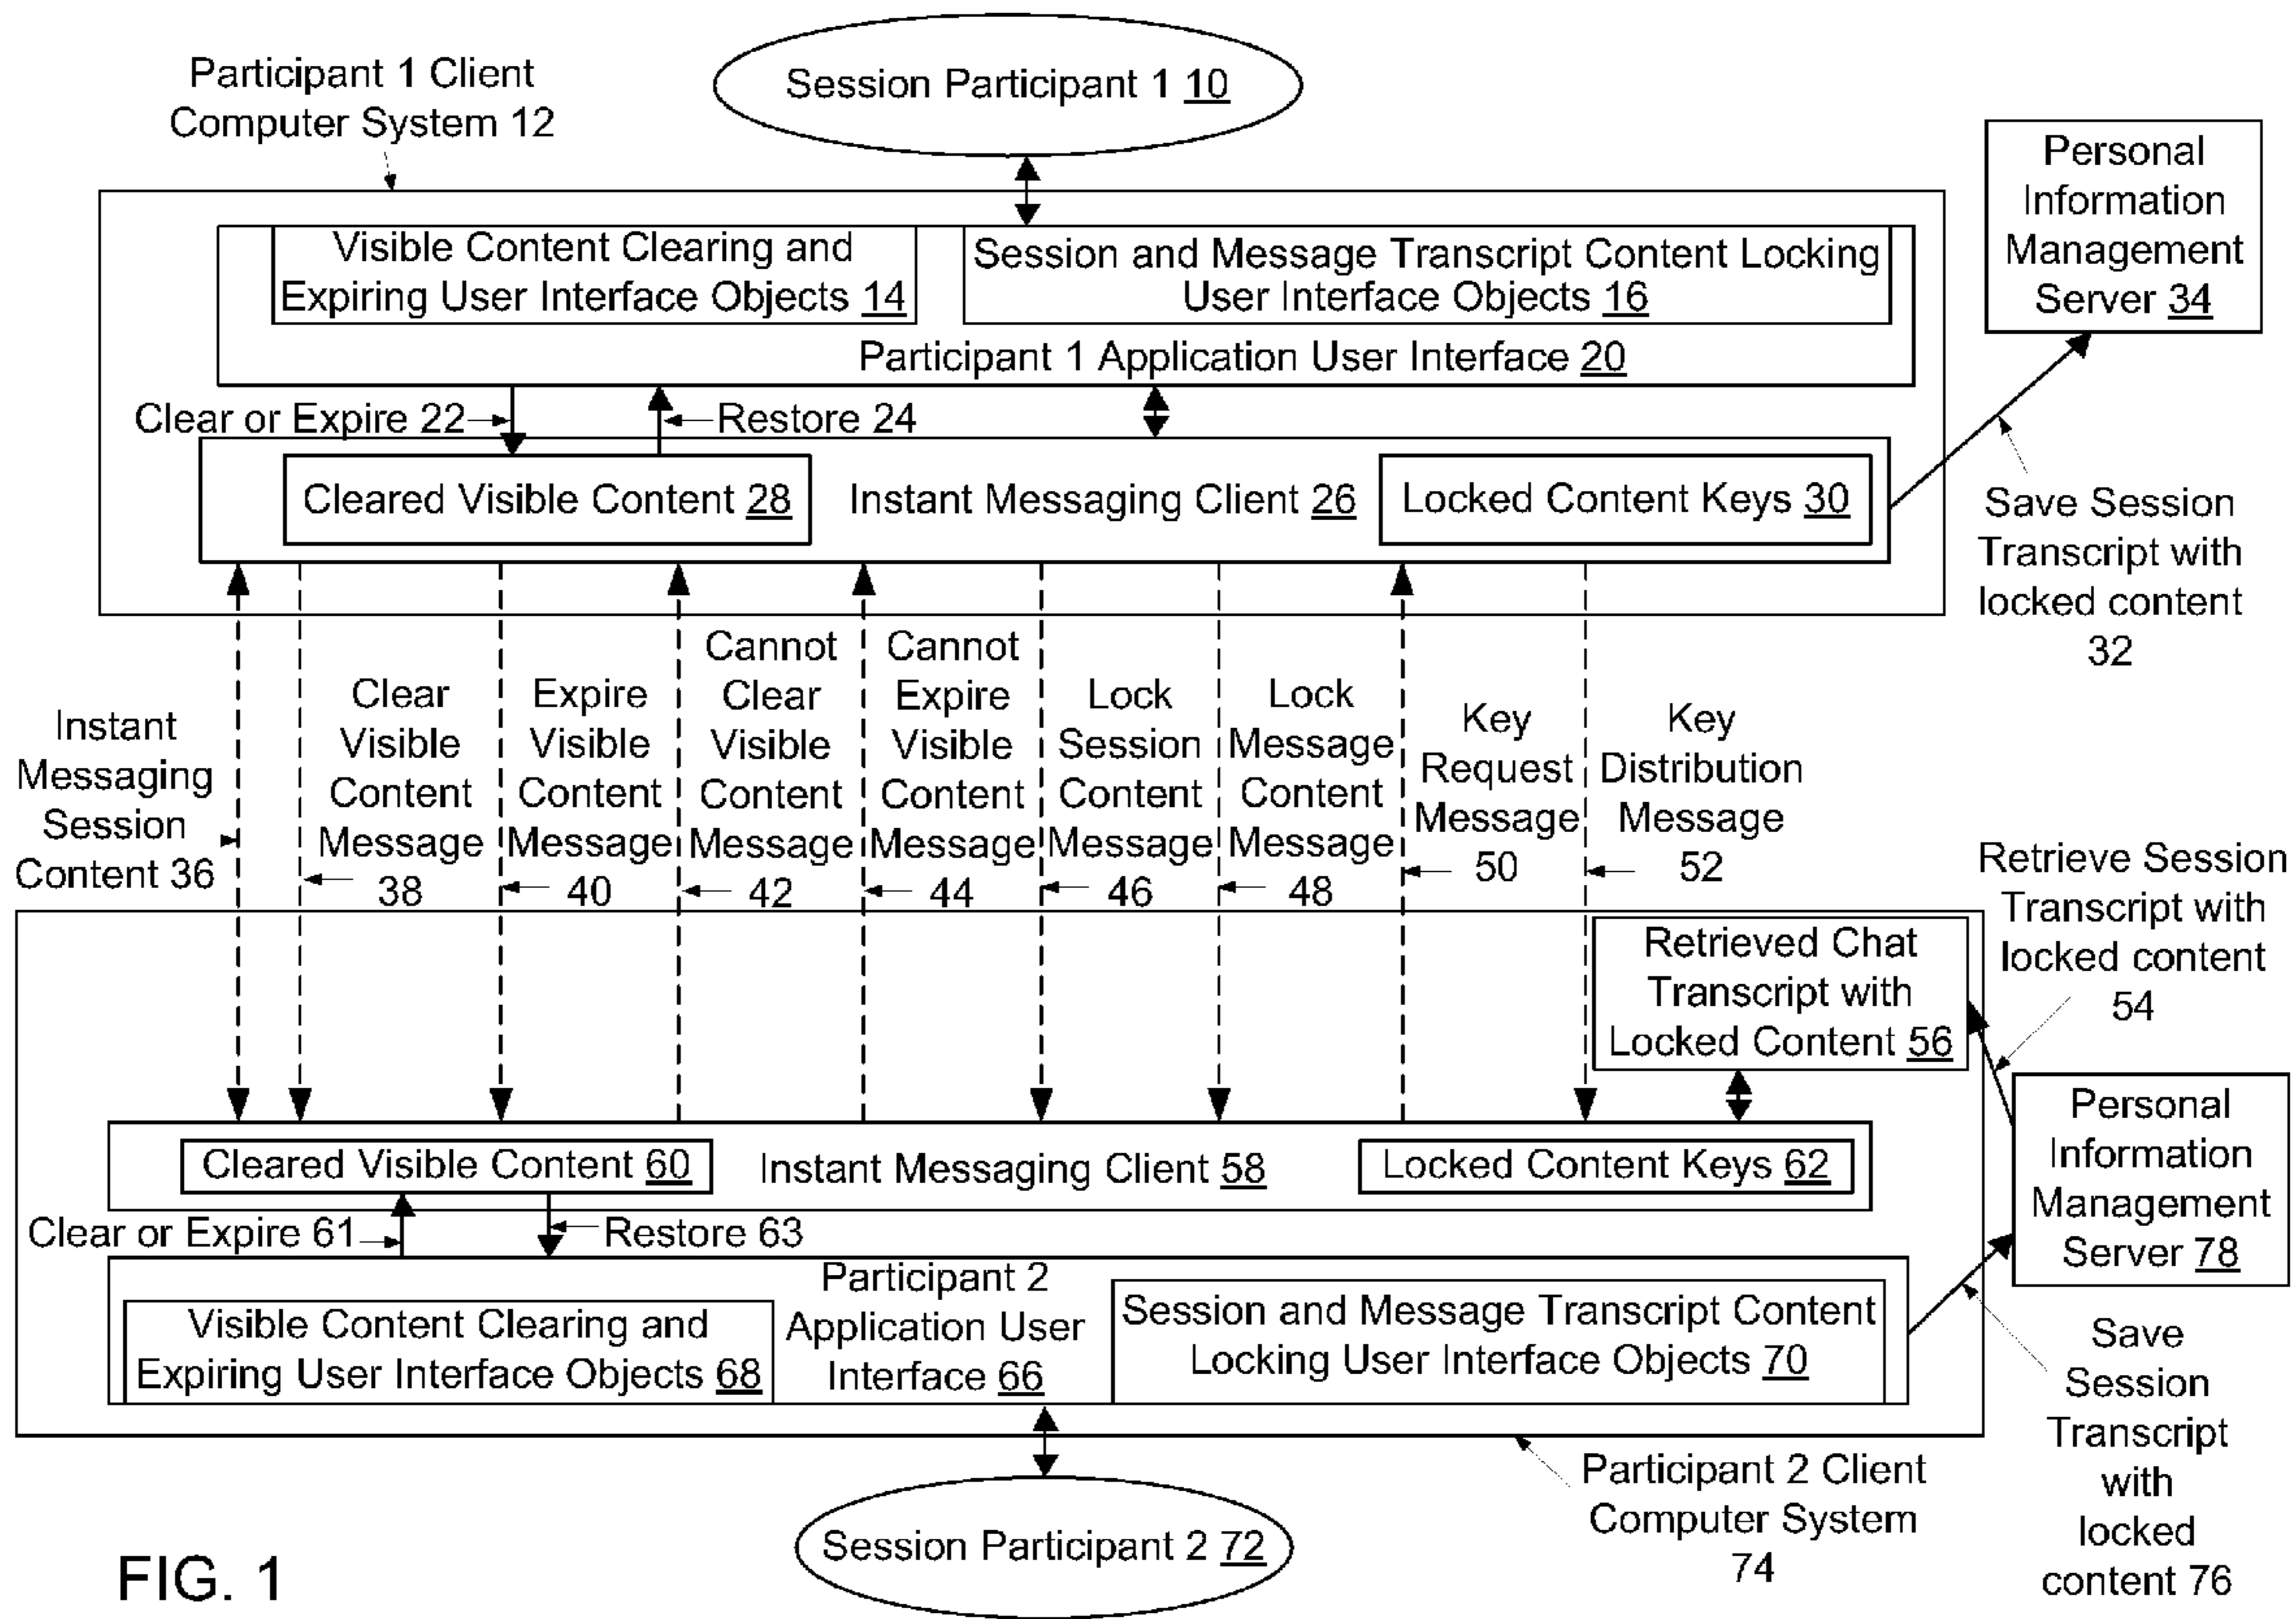 Participant 1 Client
Computer System 12
Session Participant 1 10
Personal
Information
Management
Server 34
Visible Content Clearing and
Expiring User Interface Objects 14
Session and Message Transcript Content Locking
User Interface Objects 16
Participant 1 Application User Interface 20
Clear or Expire 22
Restore 24
Cleared Visible Content 28
Instant Messaging Client 26
Locked Content Keys 30
Save Session
Transcript with
locked content
32
Instant
Messaging
Session
Content 36
Clear
Visible
Content
Message
38
Expire
Visible
Content
Message
40
Cannot
Clear
Visible
Content
Message
42
Cannot
Expire
Visible
Content
Message
44
Lock
Session
Content
Message
46
Lock
Message
Content
Message
48
Key
Request
Message
50
Key
Distribution
Message
52
Retrieve Session
Transcript with
locked content
54
Retrieved Chat
Transcript with
Locked Content 56
Personal
Information
Management
Server 78
Cleared Visible Content 60
Instant Messaging Client 58
Locked Content Keys 62
Clear or Expire 61
Restore 63
Visible Content Clearing and
Expiring User Interface Objects 68
Participant 2
Application User
Interface 66
Session and Message Transcript Content
Locking User Interface Objects 70
Save
Session
Transcript
with
locked
content 76
Participant 2 Client
Computer System
74
Session Participant 2 72
FIG. 1